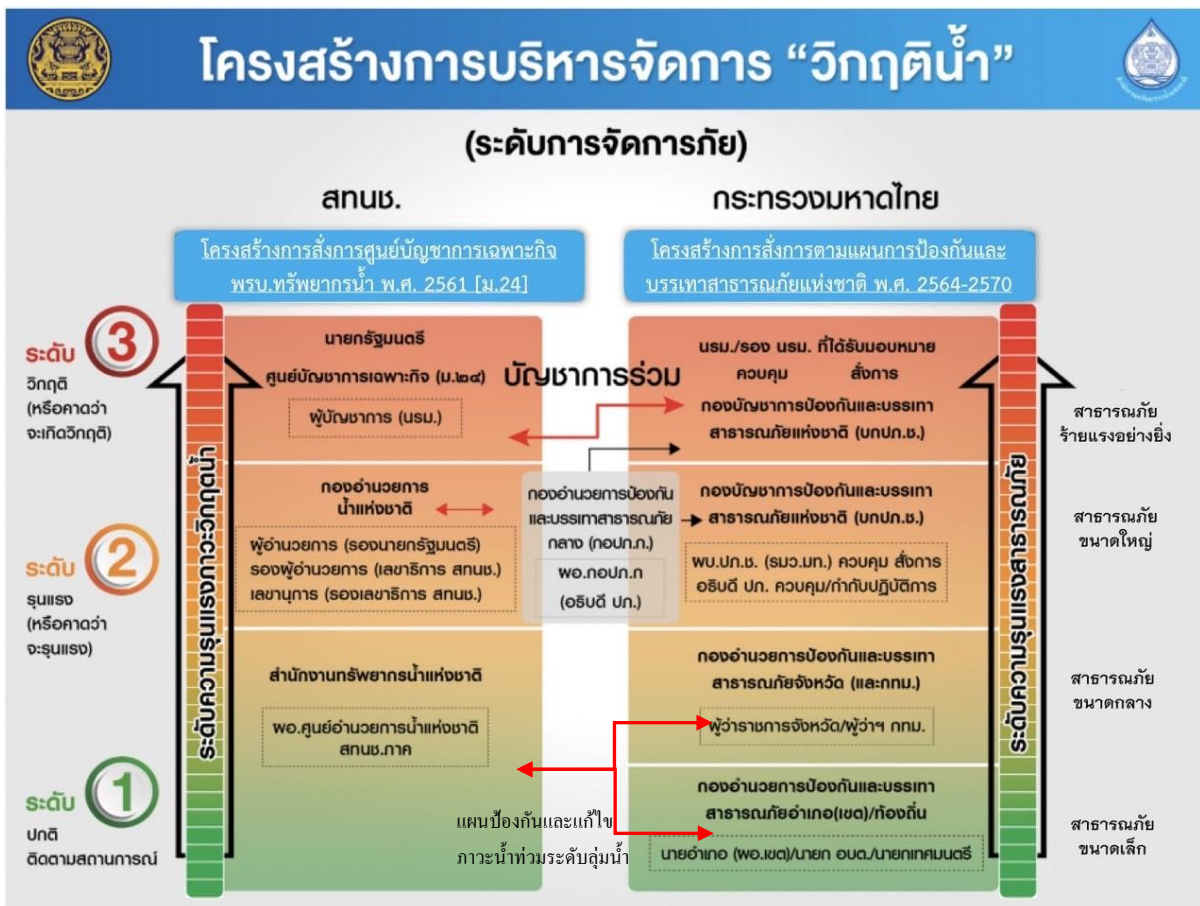 โครงสร้างการบริหารจัดการ “วิกฤติน้ำ”
(ระดับการจัดการภัย)
สทนช.
กระทรวงมหาดไทย
โครงสร้างการสั่งการศูนย์บัญชาการเฉพาะกิจ
พรบ.ทรัพยากรน้ำ พ.ศ. 2561 [ม.24]
โครงสร้างการสั่งการตามแผนการป้องกันและ
บรรเทาสาธารณภัยแห่งชาติ พ.ศ. 2564-2570
ระดับ 3
วิกฤติ
(หรือคาดว่า
จะเกิดวิกฤติ)
ระดับ 2
รุนแรง
(หรือคาดว่า
จะรุนแรง)
ระดับ 1
ปกติ
ติดตามสถานการณ์
ระดับความรุนแรงภาวะวิกฤตน้ำ
นายกรัฐมนตรี
ศูนย์บัญชาการเฉพาะกิจ (ม.๒๔)
ผู้บัญชาการ (นรม.)
กองอำนวยการ
น้ำแห่งชาติ
ผู้อำนวยการ (รองนายกรัฐมนตรี)
รองผู้อำนวยการ (เลขาธิการ สทนช.)
เลขานุการ (รองเลขาธิการ สทนช.)
สำนักงานทรัพยากรน้ำแห่งชาติ
ผอ.ศูนย์อำนวยการน้ำแห่งชาติ
สทนช.ภาค
บัญชาการร่วม
กองอำนวยการป้องกัน
และบรรเทาสาธารณภัย
กลาง (กอปภ.ก.)
ผอ.กอปภ.ก
(อธิบดี ปภ.)
แผนป้องกันและแก้ไข
ภาวะน้ำท่วมระดับลุ่มน้ำ
นรม./รอง นรม. ที่ได้รับมอบหมาย
ควบคุม สั่งการ
กองบัญชาการป้องกันและบรรเทา
สาธารณภัยแห่งชาติ (บกปภ.ช.)
กองบัญชาการป้องกันและบรรเทา
สาธารณภัยแห่งชาติ (บกปภ.ช.)
ผบ.ปภ.ช. (รมว.มท.) ควบคุม สั่งการ
อธิบดี ปภ. ควบคุม/กำกับปฏิบัติการ
กองอำนวยการป้องกันและบรรเทา
สาธารณภัยจังหวัด (และกทม.)
ผู้ว่าราชการจังหวัด/ผู้ว่าฯ กทม.
กองอำนวยการป้องกันและบรรเทา
สาธารณภัยอำเภอ(เขต)/ท้องถิ่น
นายอำเภอ (ผอ.เขต)/นายก อบต./นายกเทศมนตรี
ระดับความรุนแรงสาธารณภัย
สาธารณภัย
ร้ายแรงอย่างยิ่ง
สาธารณภัย
ขนาดใหญ่
สาธารณภัย
ขนาดกลาง
สาธารณภัย
ขนาดเล็ก